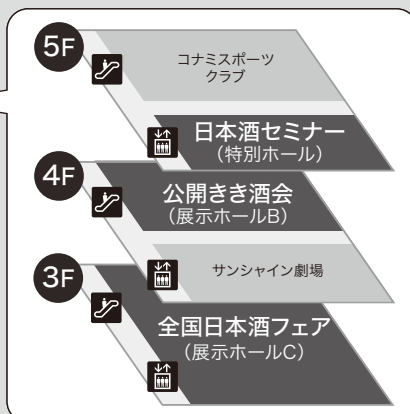 5F
コナミスポーツ
クラブ
日本酒セミナー
(特別ホール)
4F
公開きき酒会
(展示ホールB)
サンシャイン劇場
3F
全国日本酒フェア
(展示ホールC)